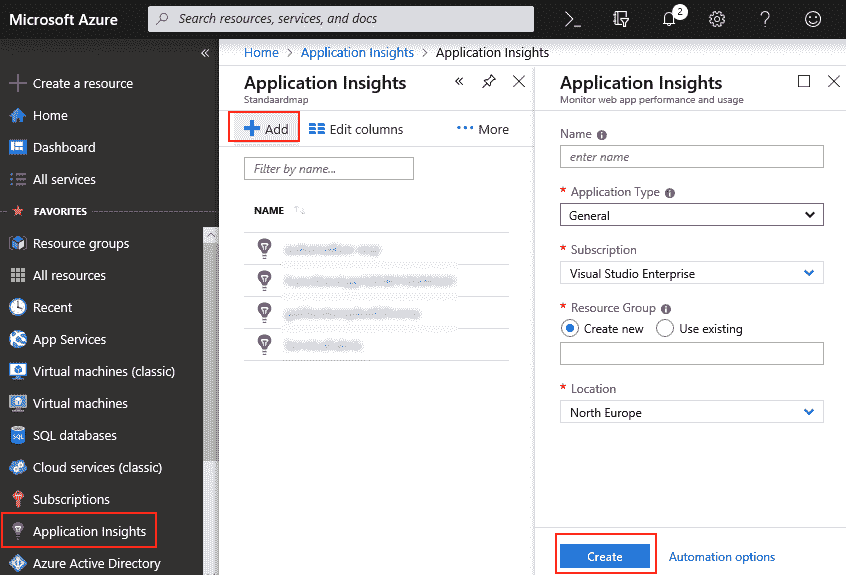 Microsoft Azure
Search resources, services, and docs
2
Create a resource
Home
Dashboard
All services
FAVORITES
Resource groups
All resources
Recent
App Services
Virtual machines (classic)
Virtual machines
SQL databases
Cloud services (classic)
Subscriptions
Application Insights
Azure Active Directory
Home > Application Insights > Application Insights
Application Insights
Standaardmap
Add
Edit columns
More
Filter by name...
NAME
Application Insights
Monitor web app performance and usage
Name
enter name
* Application Type
General
* Subscription
Visual Studio Enterprise
* Resource Group
Create new Use existing
* Location
North Europe
Create
Automation options